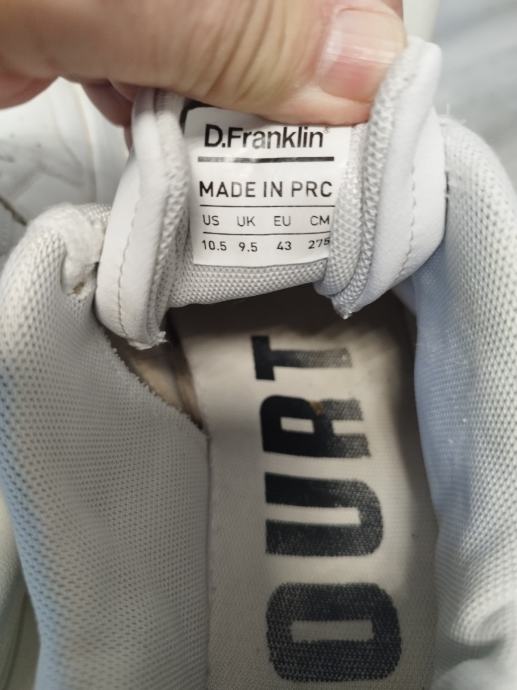 D.Franklin®
MADE IN PRC
US UK EU CM
10.5 9.5 43 275
OURT